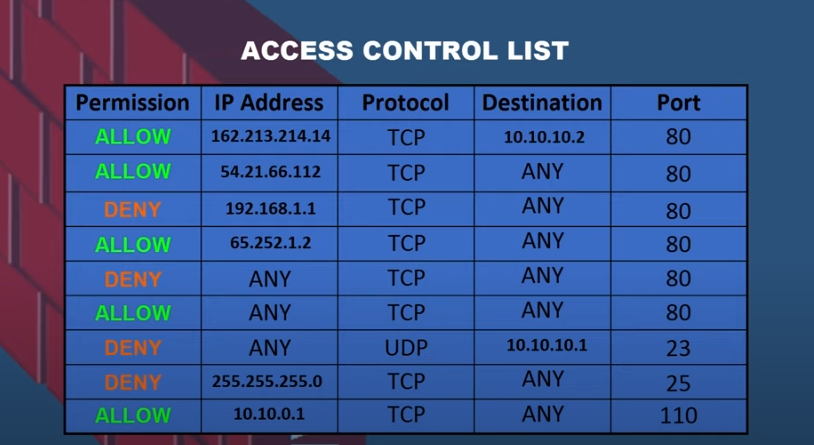 ACCESS CONTROL LIST
Permission IP Address Protocol Destination Port
ALLOW 162.213.214.14 TCP 10.10.10.2 80
ALLOW 54.21.66.112 TCP ANY 80
DENY 192.168.1.1 TCP ANY 80
ALLOW 65.252.1.2 TCP ANY 80
DENY ANY TCP ANY 80
ALLOW ANY TCP ANY 80
DENY ANY UDP 10.10.10.1 23
DENY 255.255.255.0 TCP ANY 25
ALLOW 10.10.0.1 TCP ANY 110